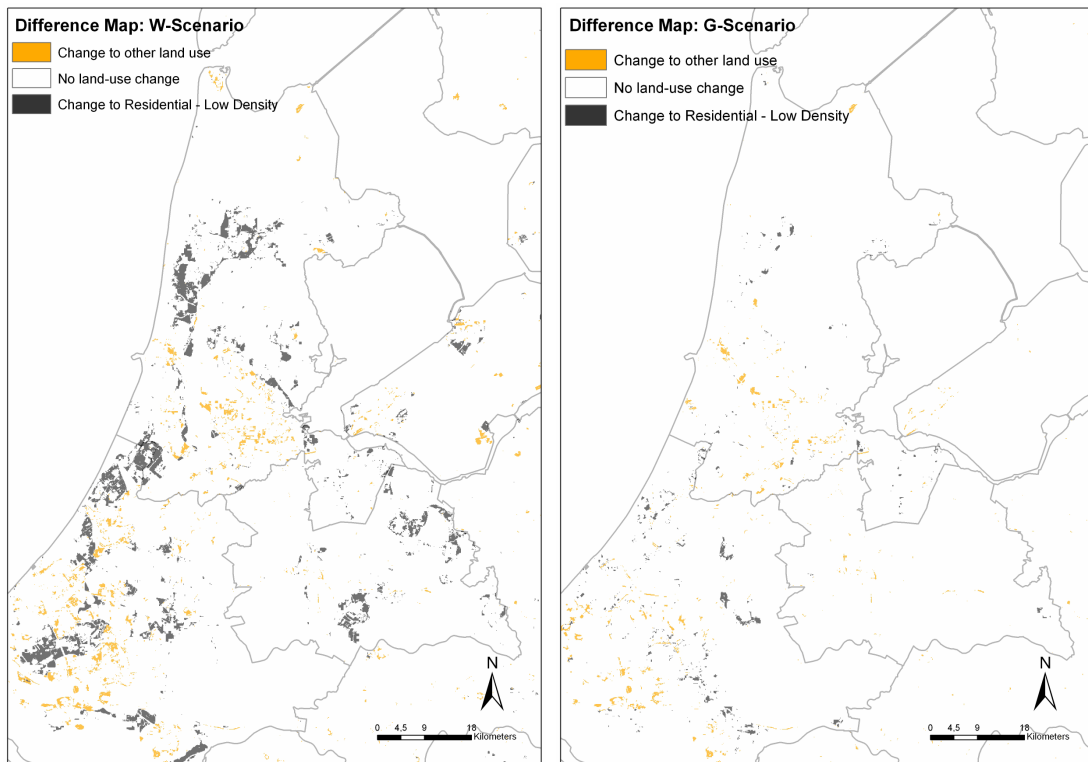 Difference Map: W-Scenario
Change to other land use
No land-use change
Change to Residential - Low Density
N
0 4,5 9 18
Kilometers
Difference Map: G-Scenario
Change to other land use
No land-use change
Change to Residential - Low Density
N
0 4,5 9 18
Kilometers